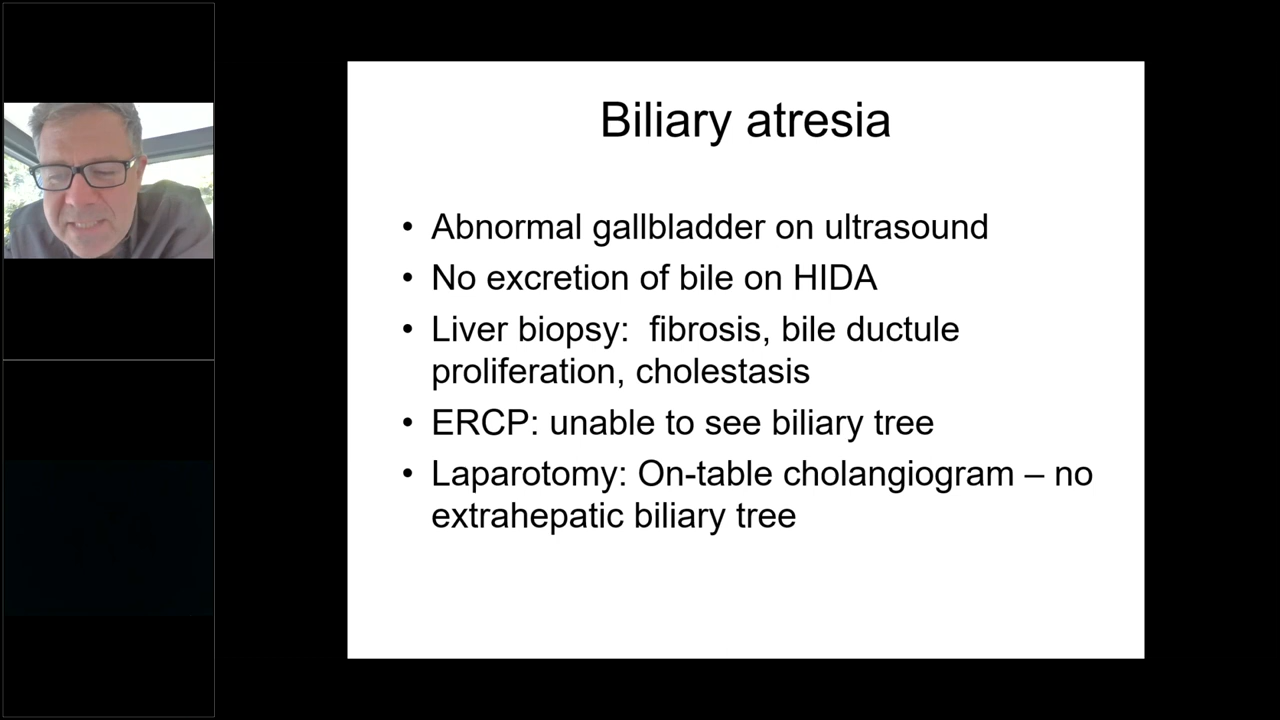 Biliary atresia
• Abnormal gallbladder on ultrasound
• No excretion of bile on HIDA
• Liver biopsy:  fibrosis, bile ductule
proliferation, cholestasis
• ERCP: unable to see biliary tree
• Laparotomy: On-table cholangiogram – no
extrahepatic biliary tree